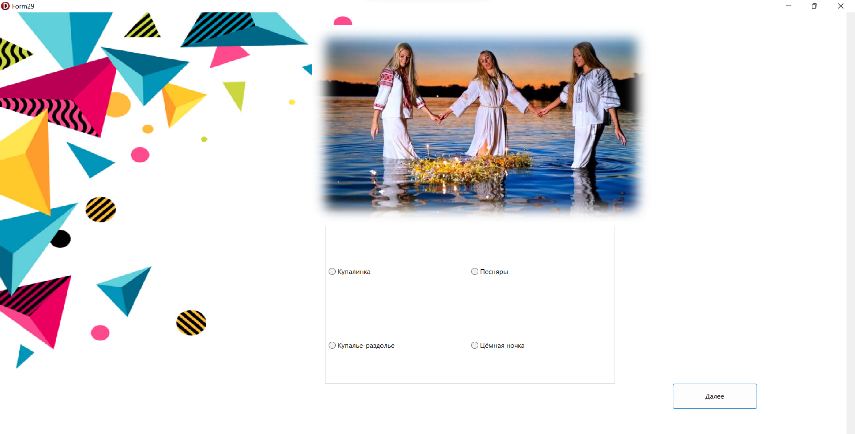 Form29
Купалинка
Песняры
Купалье-раздолье
Цёмная ночка
Далее